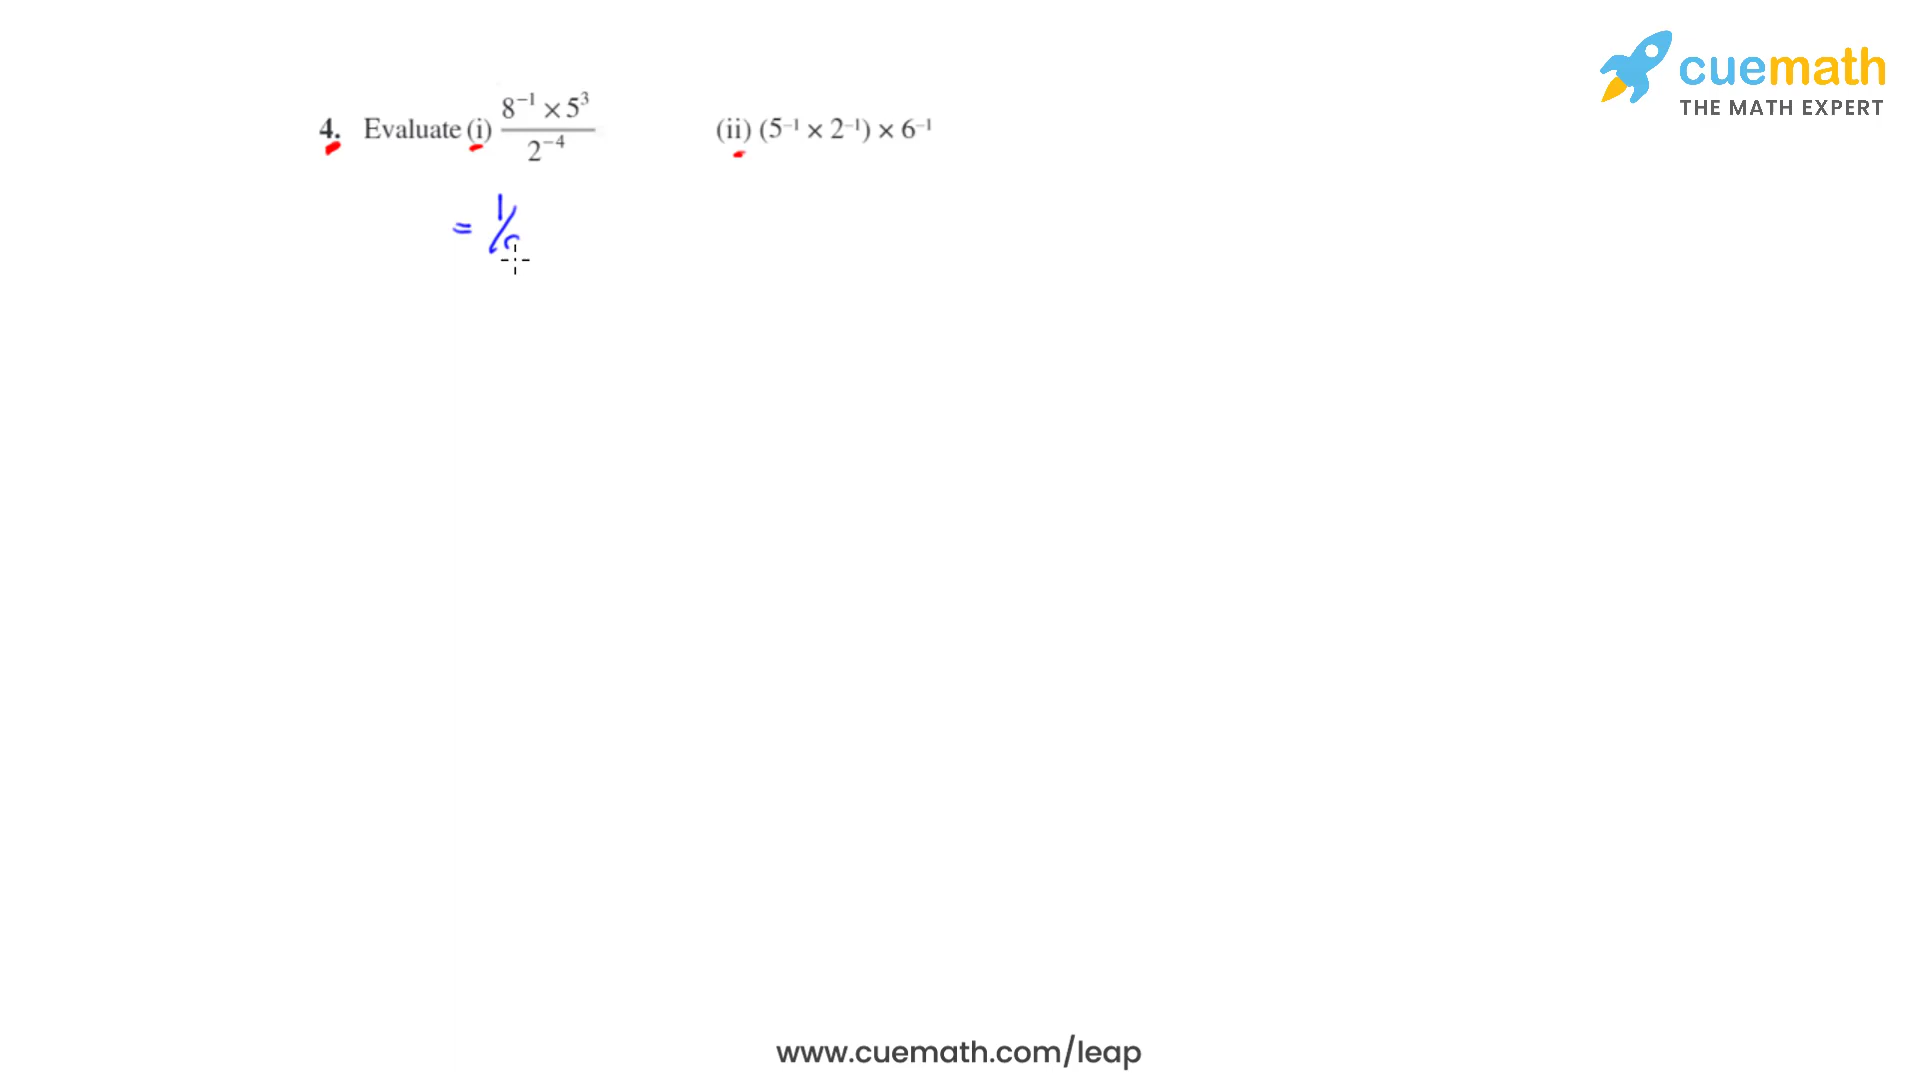 cuemath
THE MATH EXPERT
4. Evaluate (i) 8⁻¹ × 5³ / 2⁻⁴ (ii) (5⁻¹ × 2⁻¹) × 6⁻¹
= 1/
www.cuemath.com/leap